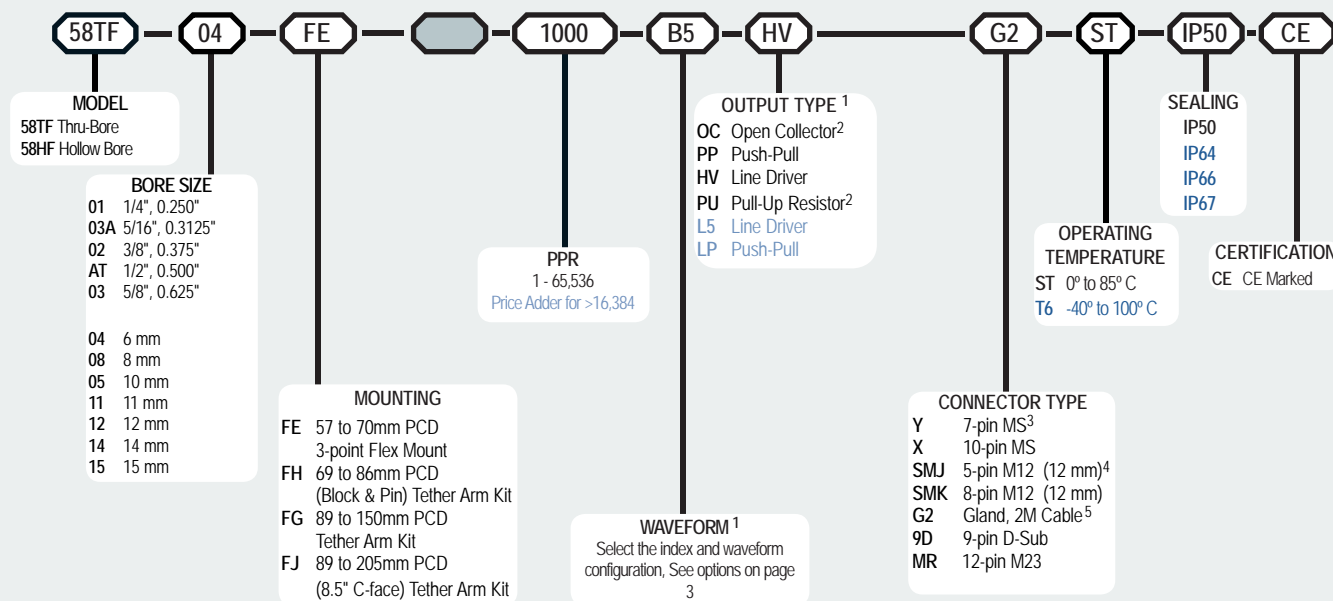 58TF 04 FE 1000 B5 HV G2 ST IP50 CE
MODEL
58TF Thru-Bore
58HF Hollow Bore
BORE SIZE
01 1/4", 0.250"
03A 5/16", 0.3125"
02 3/8", 0.375"
AT 1/2", 0.500"
03 5/8", 0.625"
04 6 mm
08 8 mm
05 10 mm
11 11 mm
12 12 mm
14 14 mm
15 15 mm
MOUNTING
FE 57 to 70mm PCD
3-point Flex Mount
FH 69 to 86mm PCD
(Block & Pin) Tether Arm Kit
FG 89 to 150mm PCD
Tether Arm Kit
FJ 89 to 205mm PCD
(8.5" C-face) Tether Arm Kit
PPR
1 - 65,536
Price Adder for >16,384
WAVEFORM 1
Select the index and waveform
configuration, See options on page
3
OUTPUT TYPE 1
OC Open Collector2
PP Push-Pull
HV Line Driver
PU Pull-Up Resistor2
L5 Line Driver
LP Push-Pull
CONNECTOR TYPE
Y 7-pin MS3
X 10-pin MS
SMJ 5-pin M12 (12 mm)4
SMK 8-pin M12 (12 mm)
G2 Gland, 2M Cable5
9D 9-pin D-Sub
MR 12-pin M23
OPERATING
TEMPERATURE
ST 0º to 85º C
T6 -40º to 100º C
SEALING
IP50
IP64
IP66
IP67
CERTIFICATION
CE CE Marked